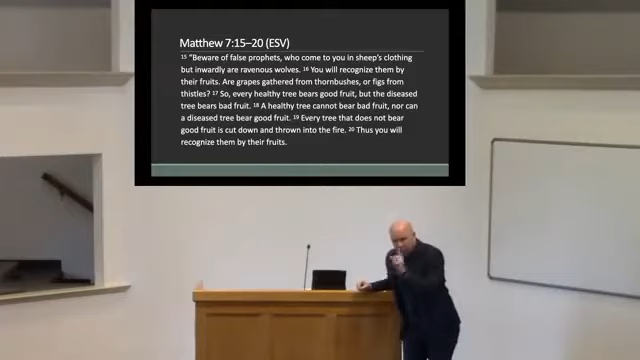 Matthew 7:15–20 (ESV)
15 "Beware of false prophets, who come to you in sheep's clothing
but inwardly are ravenous wolves. 16 You will recognize them by
their fruits. Are grapes gathered from thornbushes, or figs from
thistles? 17 So, every healthy tree bears good fruit, but the diseased
tree bears bad fruit. 18 A healthy tree cannot bear bad fruit, nor can
a diseased tree bear good fruit. 19 Every tree that does not bear
good fruit is cut down and thrown into the fire. 20 Thus you will
recognize them by their fruits.